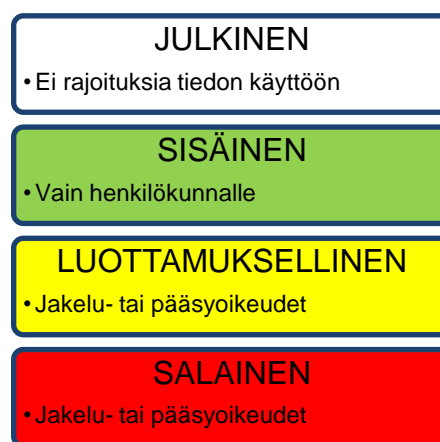 JULKINEN
• Ei rajoituksia tiedon käyttöön
SISÄINEN
• Vain henkilökunnalle
LUOTTAMUKSELLINEN
• Jakelu- tai pääsyoikeudet
SALAINEN
• Jakelu- tai pääsyoikeudet